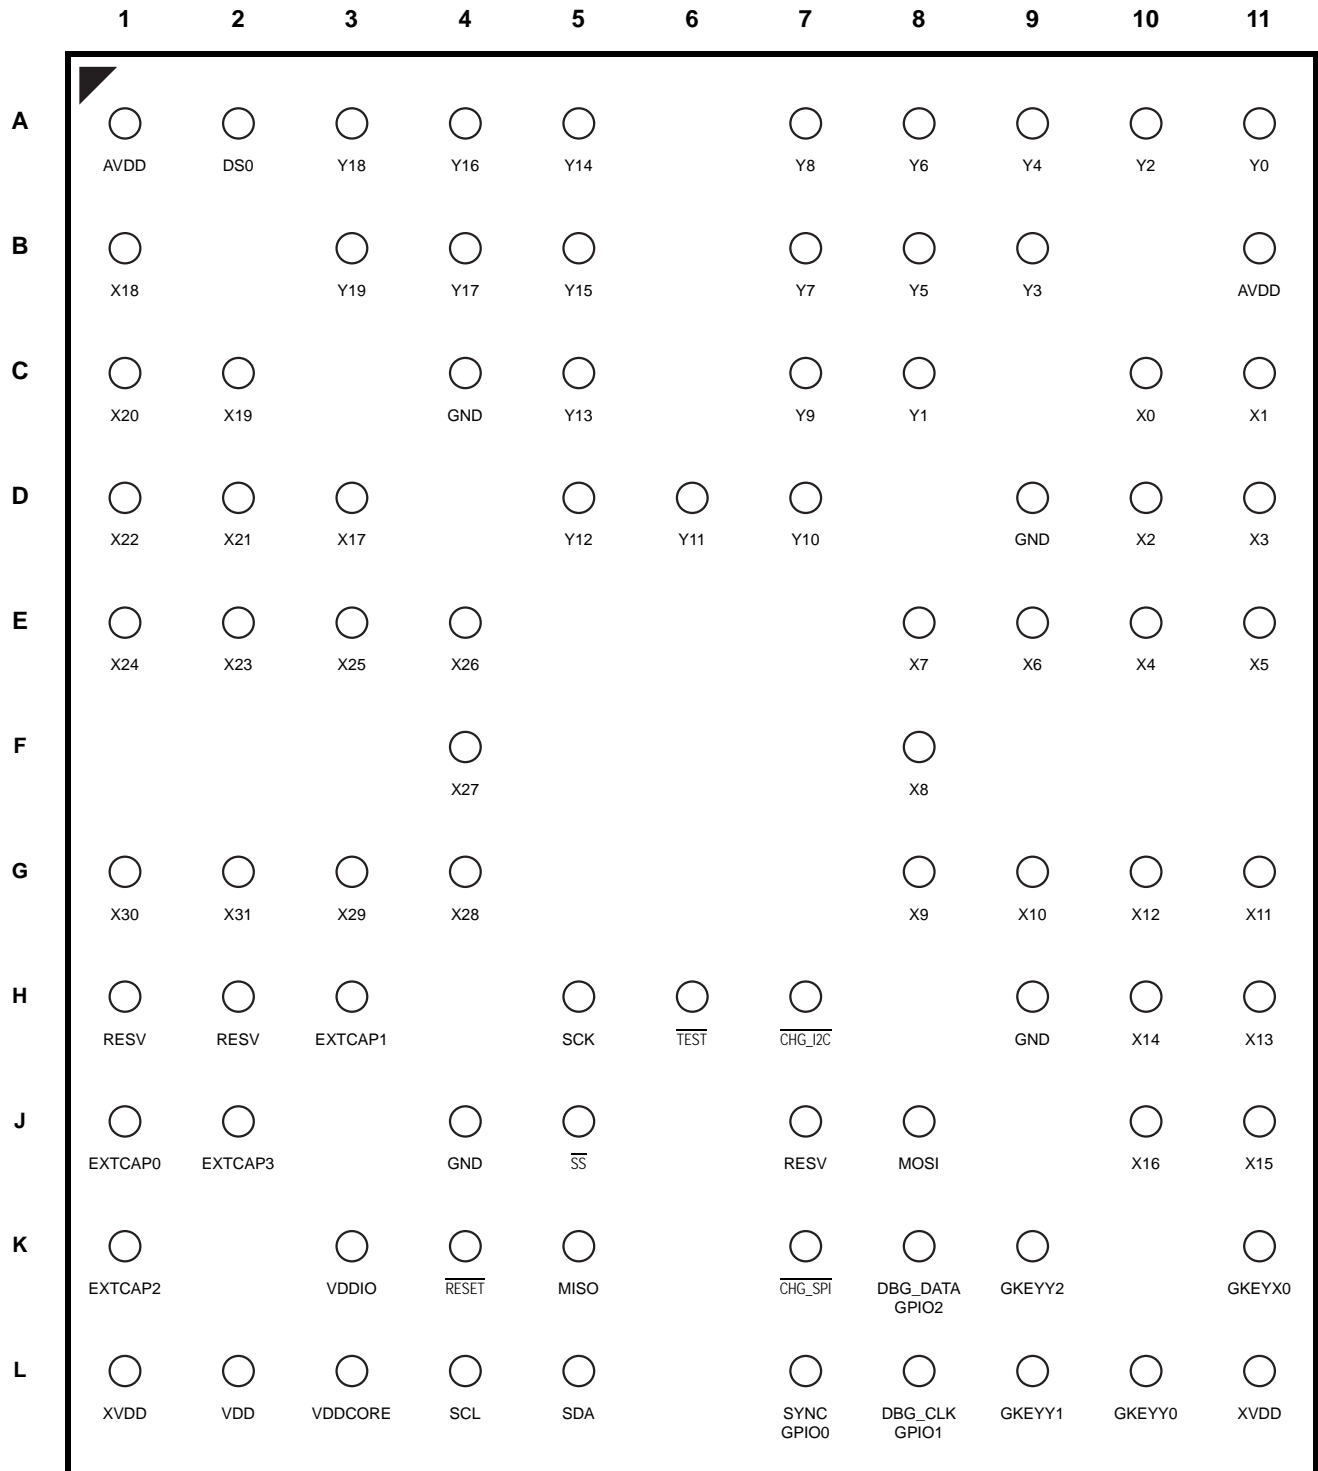 1 2 3 4 5 6 7 8 9 10 11
A
AVDD DS0 Y18 Y16 Y14 Y8 Y6 Y4 Y2 Y0
B
X18 Y19 Y17 Y15 Y7 Y5 Y3 AVDD
C
X20 X19 GND Y13 Y9 Y1 X0 X1
D
X22 X21 X17 Y12 Y11 Y10 GND X2 X3
E
X24 X23 X25 X26 X7 X6 X4 X5
F
X27 X8
G
X30 X31 X29 X28 X9 X10 X12 X11
H
RESV RESV EXTCAP1 SCK TEST CHG_I2C GND X14 X13
J
EXTCAP0 EXTCAP3 GND SS RESV MOSI X16 X15
K
EXTCAP2 VDDIO RESET MISO CHG_SPI DBG_DATA GKEYY2 GKEYX0
GPIO2
L
XVDD VDD VDDCORE SCL SDA SYNC DBG_CLK GKEYY1 GKEYY0 XVDD
GPIO0 GPIO1